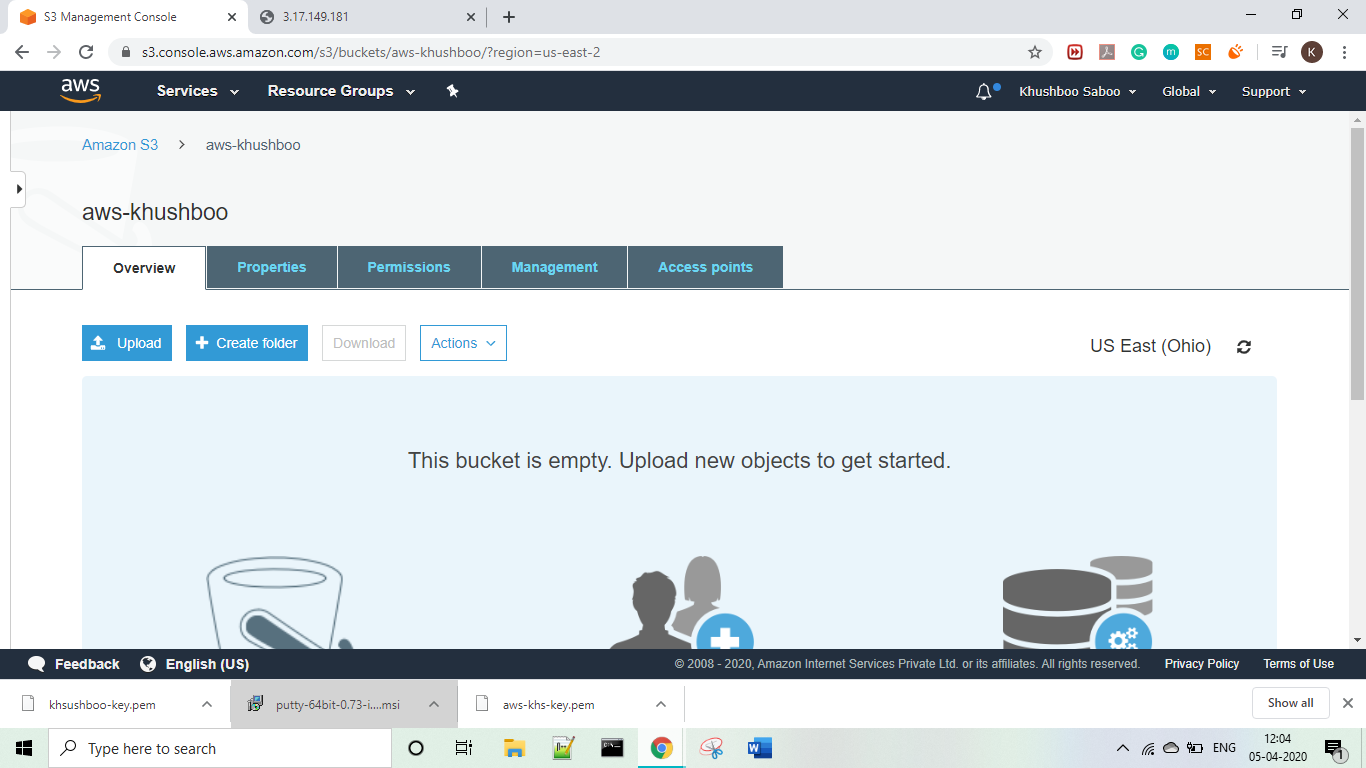 S3 Management Console
3.17.149.181
s3.console.aws.amazon.com/s3/buckets/aws-khushboo/?region=us-east-2
K
aws Services Resource Groups Khushboo Saboo Global Support
Amazon S3 > aws-khushboo
aws-khushboo
Overview Properties Permissions Management Access points
Upload Create folder Download Actions
US East (Ohio)
This bucket is empty. Upload new objects to get started.
Feedback English (US) © 2008 - 2020, Amazon Internet Services Private Ltd. or its affiliates. All rights reserved. Privacy Policy Terms of Use
khsushboo-key.pem putty-64bit-0.73-i....msi aws-khs-key.pem Show all
Type here to search
ENG
12:04
05-04-2020
1